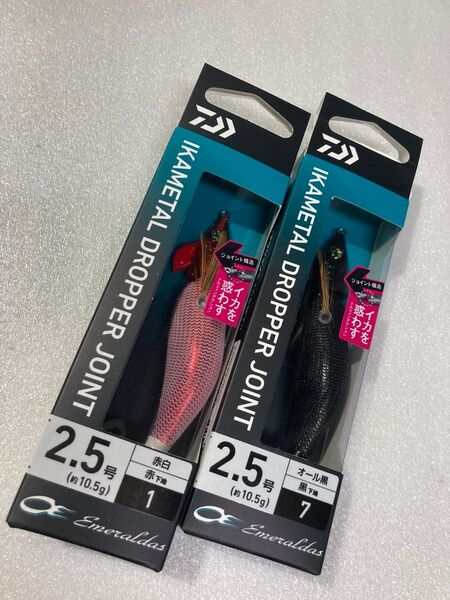 IKAMETAL DROPPER JOINT
ジョイント構造
イカを
惑わす
2.5号
(約10.5g)
赤白
赤下地
1
Emeraldas
IKAMETAL DROPPER JOINT
ジョイント構造
イカを
惑わす
2.5号
(約10.5g)
オール黒
黒下地
7
Emeraldas